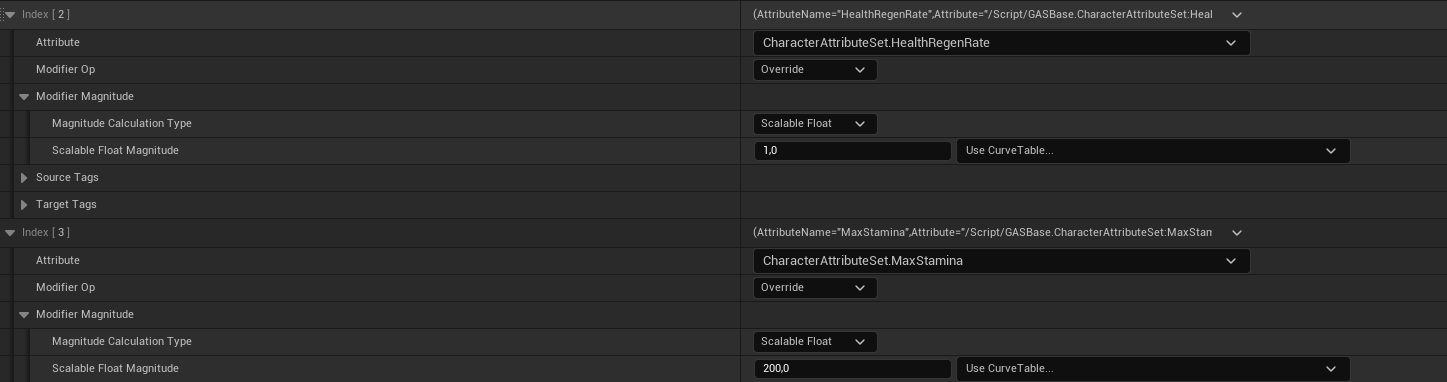 Index [ 2 ] (AttributeName="HealthRegenRate",Attribute="/Script/GASBase.CharacterAttributeSet:Heal
Attribute CharacterAttributeSet.HealthRegenRate
Modifier Op Override
Modifier Magnitude
Magnitude Calculation Type Scalable Float
Scalable Float Magnitude 1,0 Use CurveTable...
Source Tags
Target Tags
Index [ 3 ] (AttributeName="MaxStamina",Attribute="/Script/GASBase.CharacterAttributeSet:MaxStam
Attribute CharacterAttributeSet.MaxStamina
Modifier Op Override
Modifier Magnitude
Magnitude Calculation Type Scalable Float
Scalable Float Magnitude 200,0 Use CurveTable...